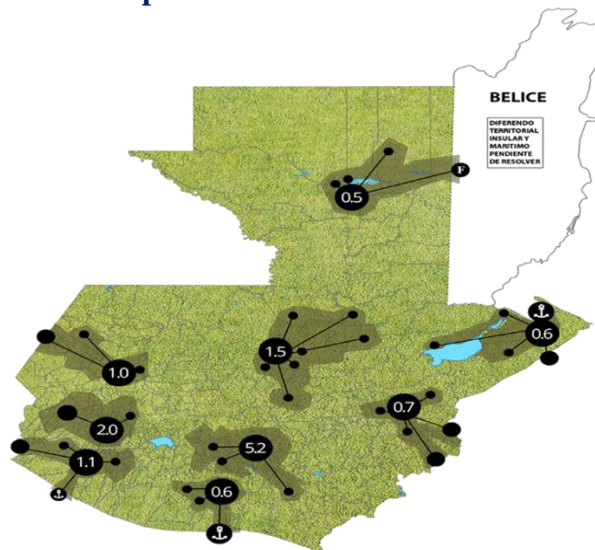 BELICE
DIFERENDO
TERRITORIAL
INSULAR Y
MARITIMO
PENDIENTE
DE RESOLVER
F
0.5
0.6
1.5
1.0
0.7
2.0
5.2
1.1
0.6